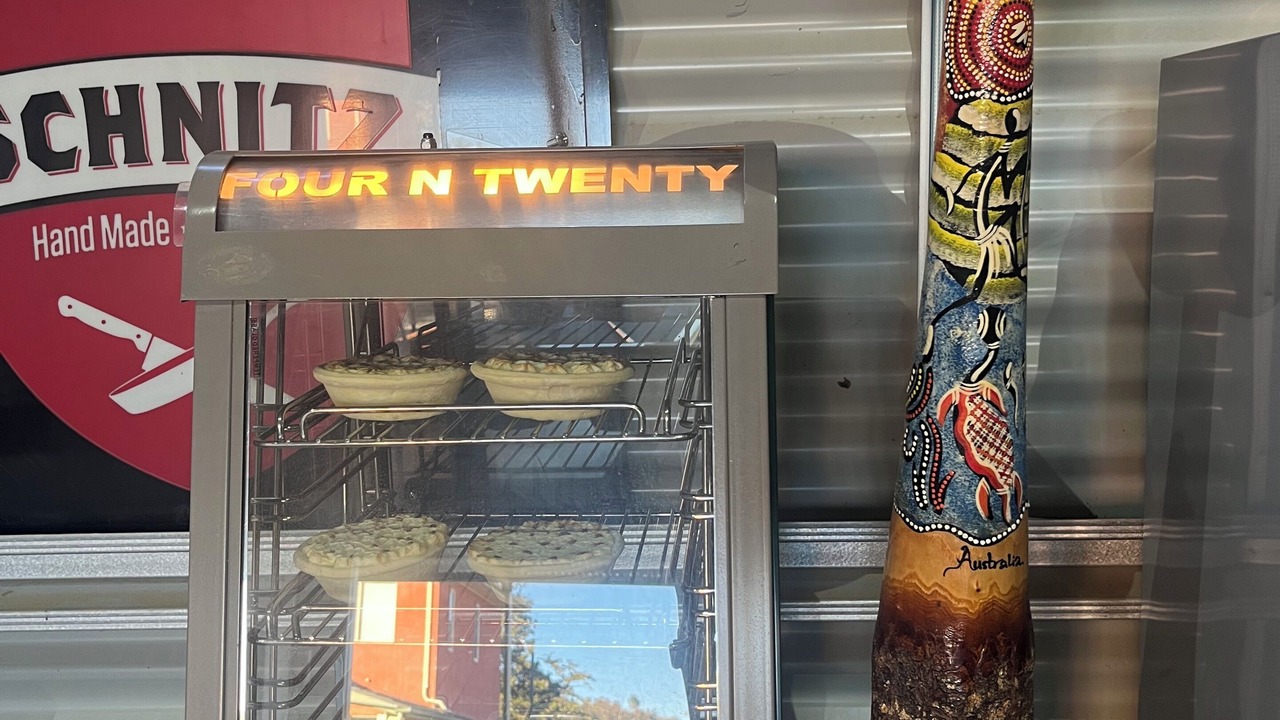 SCHNITZ
Hand Made
FOUR N TWENTY
Australia